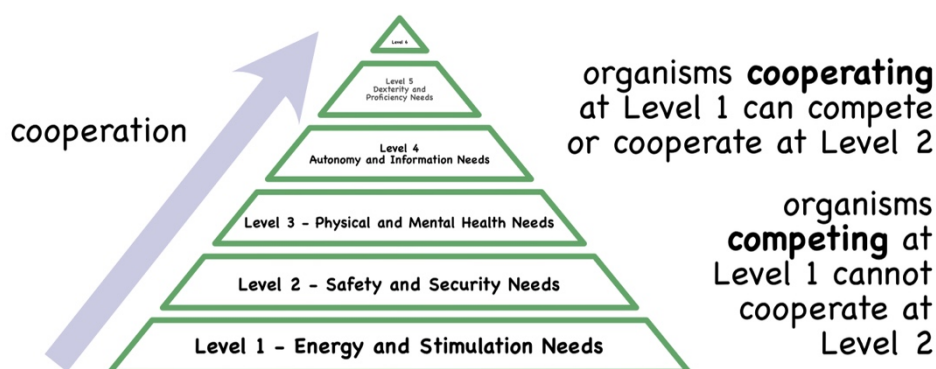 Level 6
Level 5
Dexterity and
Proficiency Needs
cooperation
Level 4
Autonomy and Information Needs
Level 3 - Physical and Mental Health Needs
Level 2 - Safety and Security Needs
Level 1 - Energy and Stimulation Needs
organisms cooperating
at Level 1 can compete
or cooperate at Level 2
organisms
competing at
Level 1 cannot
cooperate at
Level 2